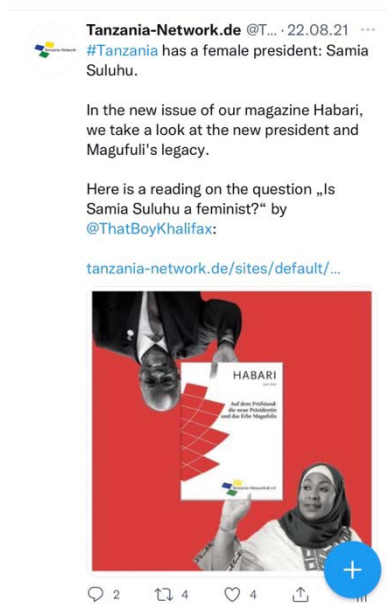 Tanzania-Network.de @T... · 22.08.21
#Tanzania has a female president: Samia
Suluhu.
In the new issue of our magazine Habari,
we take a look at the new president and
Magufuli's legacy.
Here is a reading on the question „Is
Samia Suluhu a feminist?“ by
@ThatBoyKhalifax:
tanzania-network.de/sites/default/...
HABARI
Auf dem Prüfstand:
die neue Präsidentin
und das Erbe Magufulis
Tanzania-Network.de e.V.
2 4 4